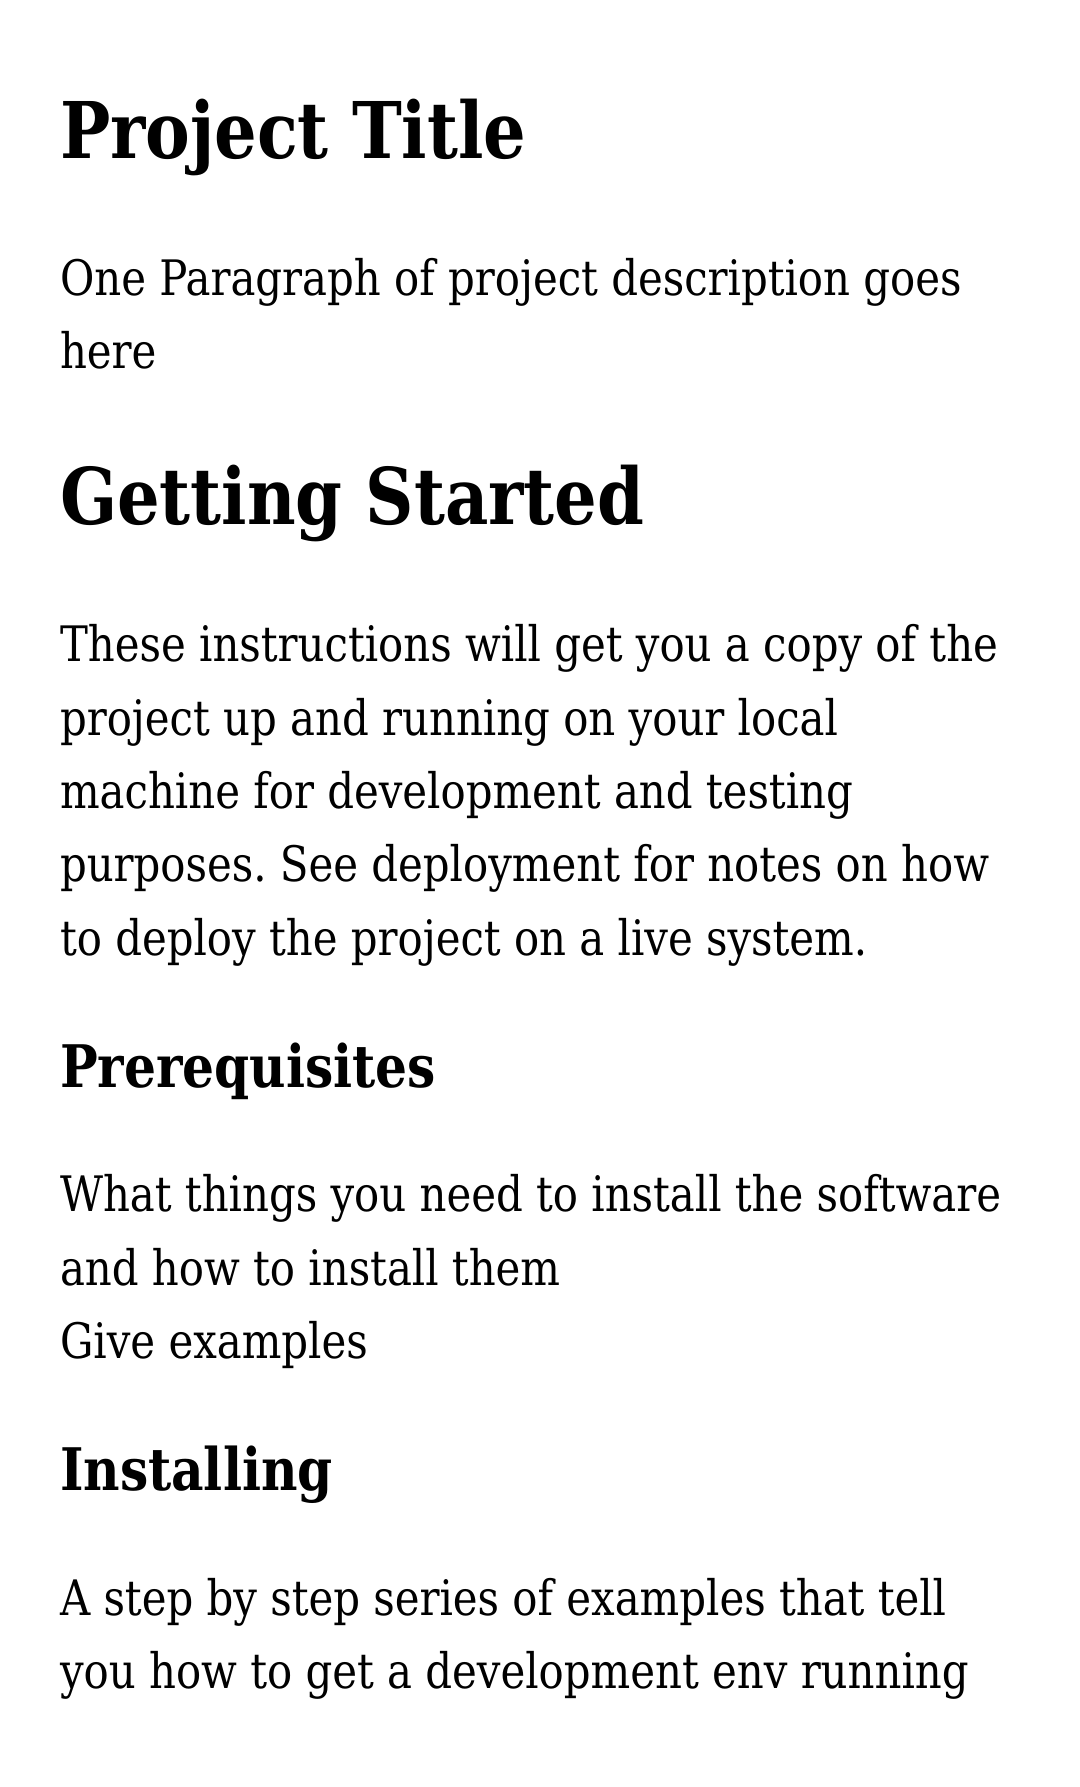 Project Title
One Paragraph of project description goes
here
Getting Started
These instructions will get you a copy of the
project up and running on your local
machine for development and testing
purposes. See deployment for notes on how
to deploy the project on a live system.
Prerequisites
What things you need to install the software
and how to install them
Give examples
Installing
A step by step series of examples that tell
you how to get a development env running